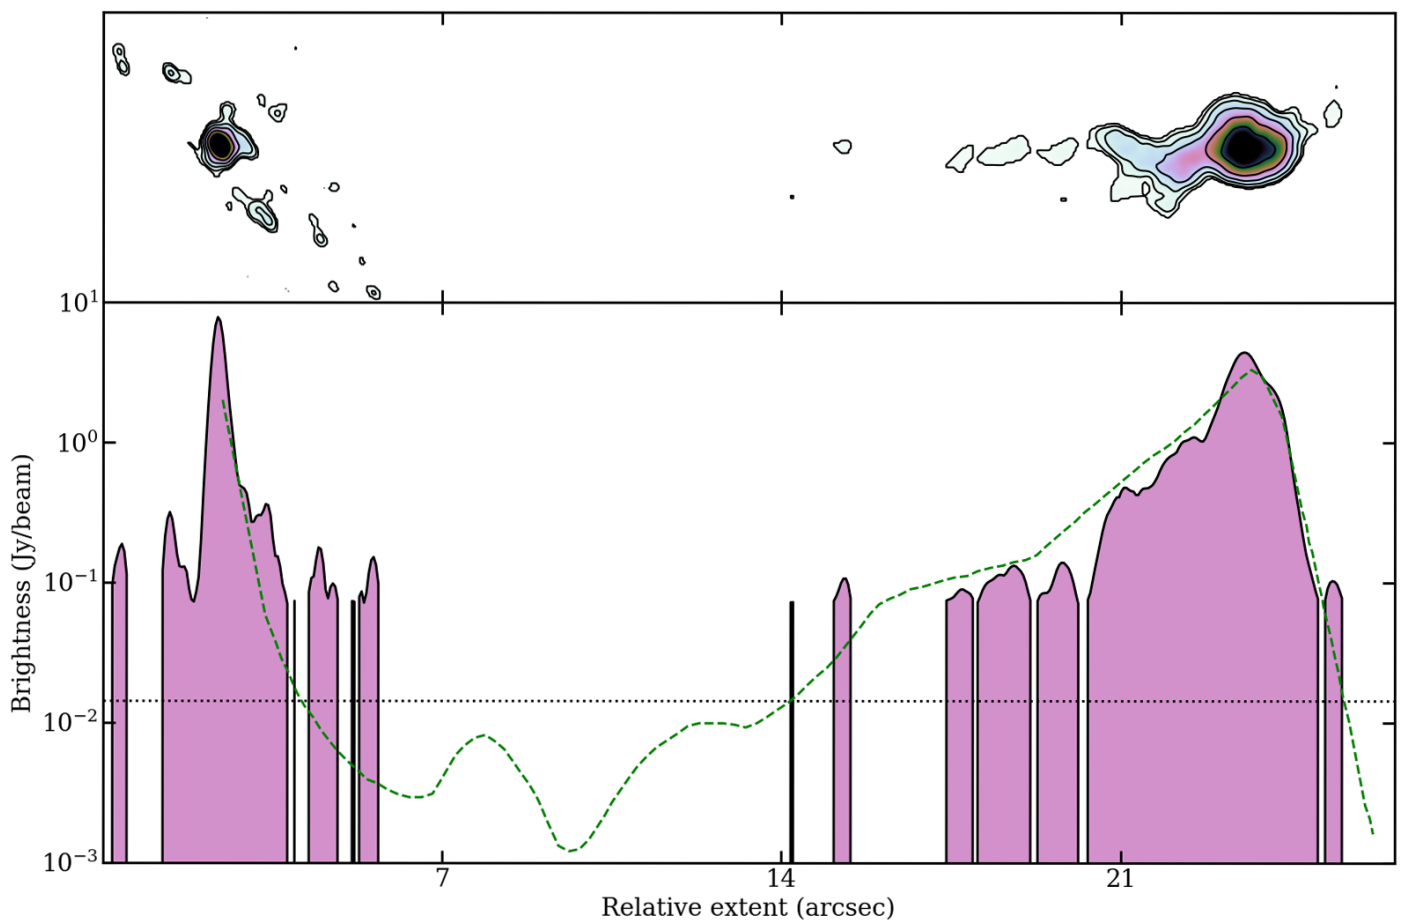 10¹
10⁰
10⁻¹
10⁻²
10⁻³
Brightness (Jy/beam)
7 14 21
Relative extent (arcsec)